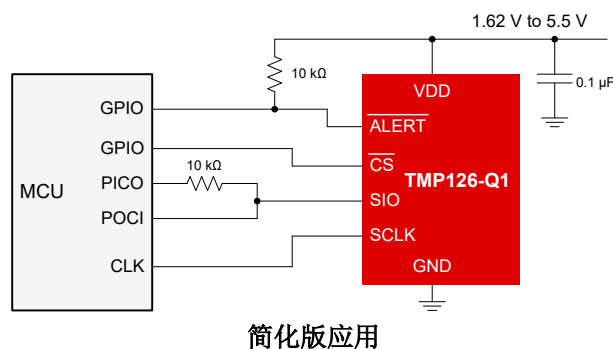 1.62 V to 5.5 V
10 kΩ
0.1 µF
VDD
GPIO
ALERT
GPIO
CS
10 kΩ
TMP126-Q1
PICO
MCU
SIO
POCI
SCLK
CLK
GND
简化版应用